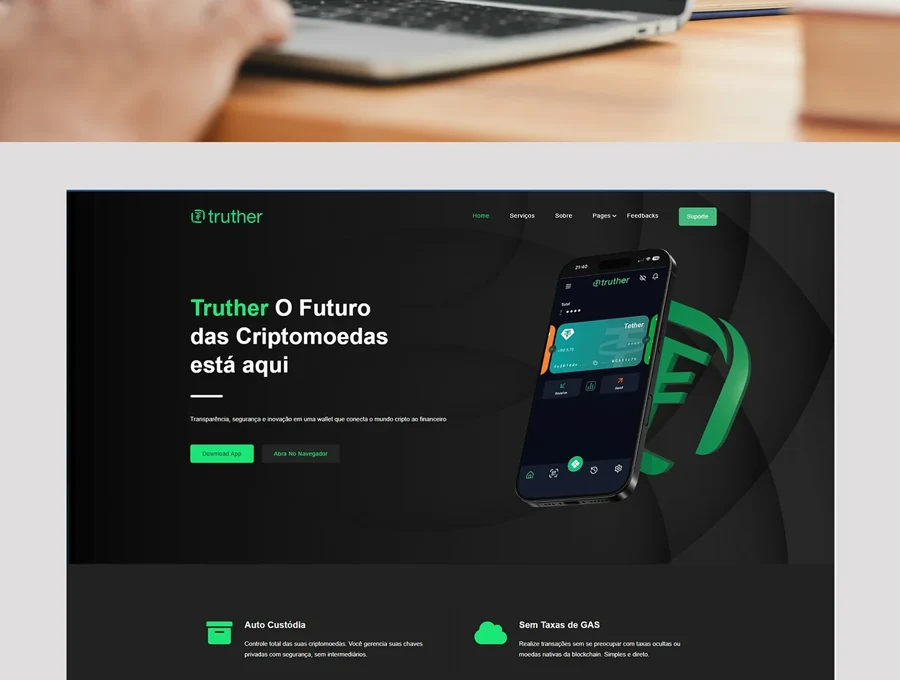 truther
Home
Serviços
Sobre
Pages
Feedbacks
Suporte
Truther O Futuro
das Criptomoedas
está aqui
Transparência, segurança e inovação em uma wallet que conecta o mundo cripto ao financeiro
Download App
Abra No Navegador
21:40
truther
Total
Tether
Receive
Send
Auto Custódia
Controle total das suas criptomoedas. Você gerencia suas chaves
privadas com segurança, sem intermediários.
Sem Taxas de GAS
Realize transações sem se preocupar com taxas ocultas ou
moedas nativas da blockchain. Simples e direto.